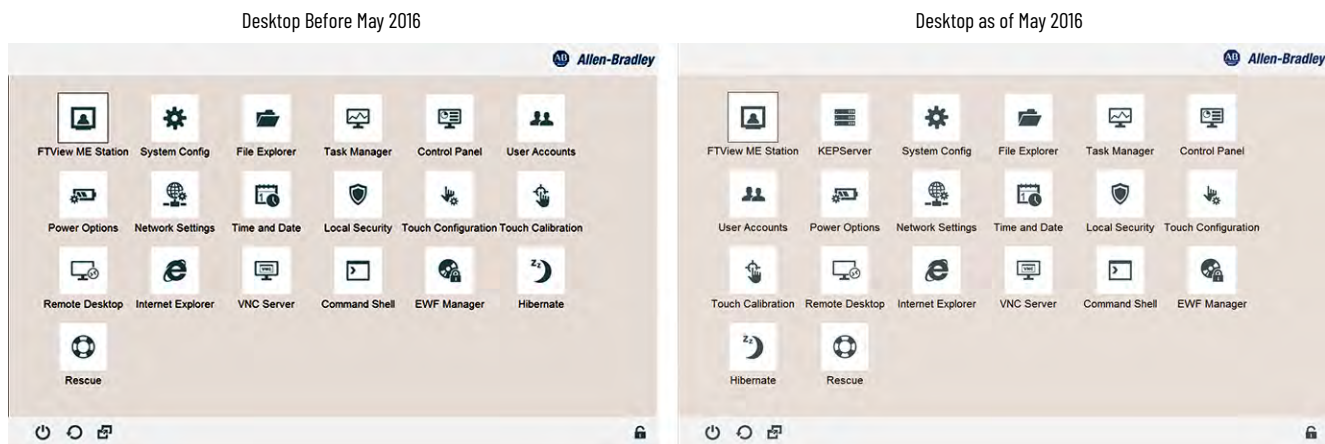 Desktop Before May 2016
AB Allen-Bradley
FTView ME Station System Config File Explorer Task Manager Control Panel User Accounts
Power Options Network Settings Time and Date Local Security Touch Configuration Touch Calibration
Remote Desktop Internet Explorer VNC Server Command Shell EWF Manager Hibernate
Rescue
Desktop as of May 2016
AB Allen-Bradley
FTView ME Station KEPServer System Config File Explorer Task Manager Control Panel
User Accounts Power Options Network Settings Time and Date Local Security Touch Configuration
Touch Calibration Remote Desktop Internet Explorer VNC Server Command Shell EWF Manager
Hibernate Rescue